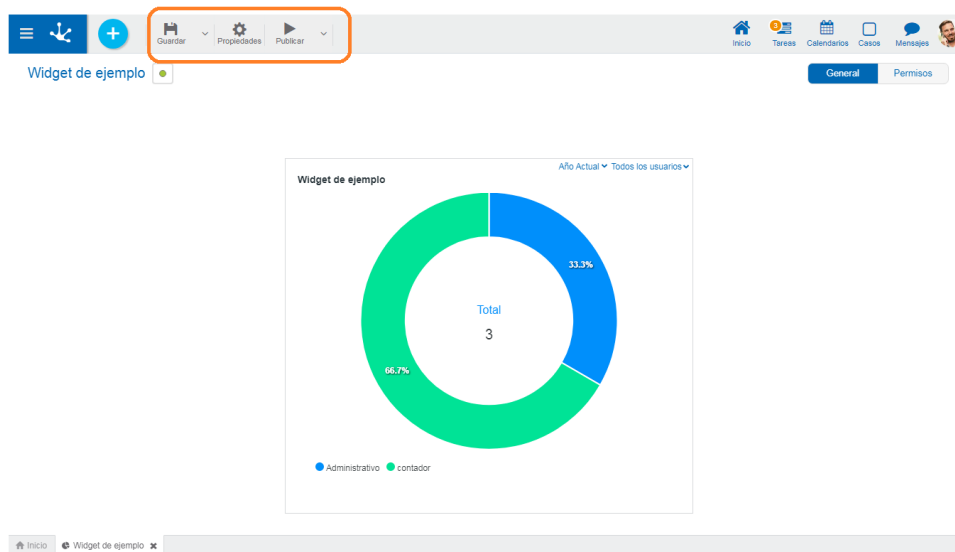 Guardar
Propiedades
Publicar
Inicio
3
Tareas
Calendarios
Casos
Mensajes
Widget de ejemplo
General
Permisos
Año Actual Todos los usuarios
Widget de ejemplo
33.3%
Total
3
66.7%
Administrativo contador
Inicio
Widget de ejemplo